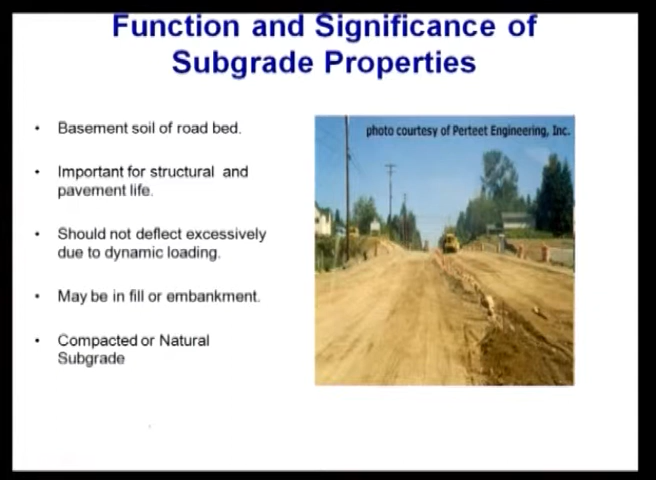 Function and Significance of
Subgrade Properties
• Basement soil of road bed.
• Important for structural and
pavement life.
• Should not deflect excessively
due to dynamic loading.
• May be in fill or embankment.
• Compacted or Natural
Subgrade
photo courtesy of Perteet Engineering, Inc.